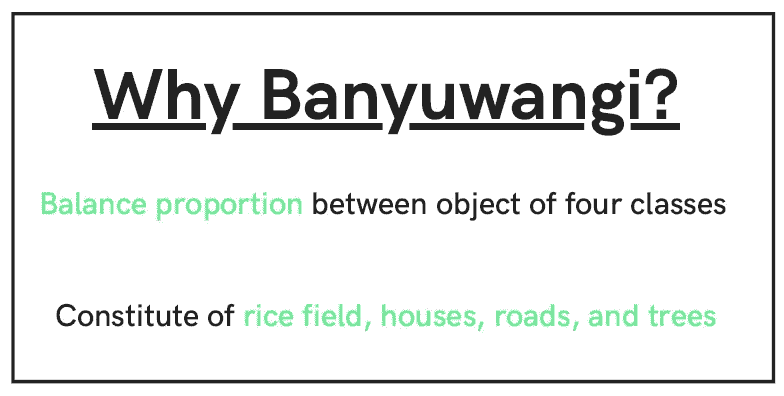 Why Banyuwangi?
Balance proportion between object of four classes
Constitute of rice field, houses, roads, and trees